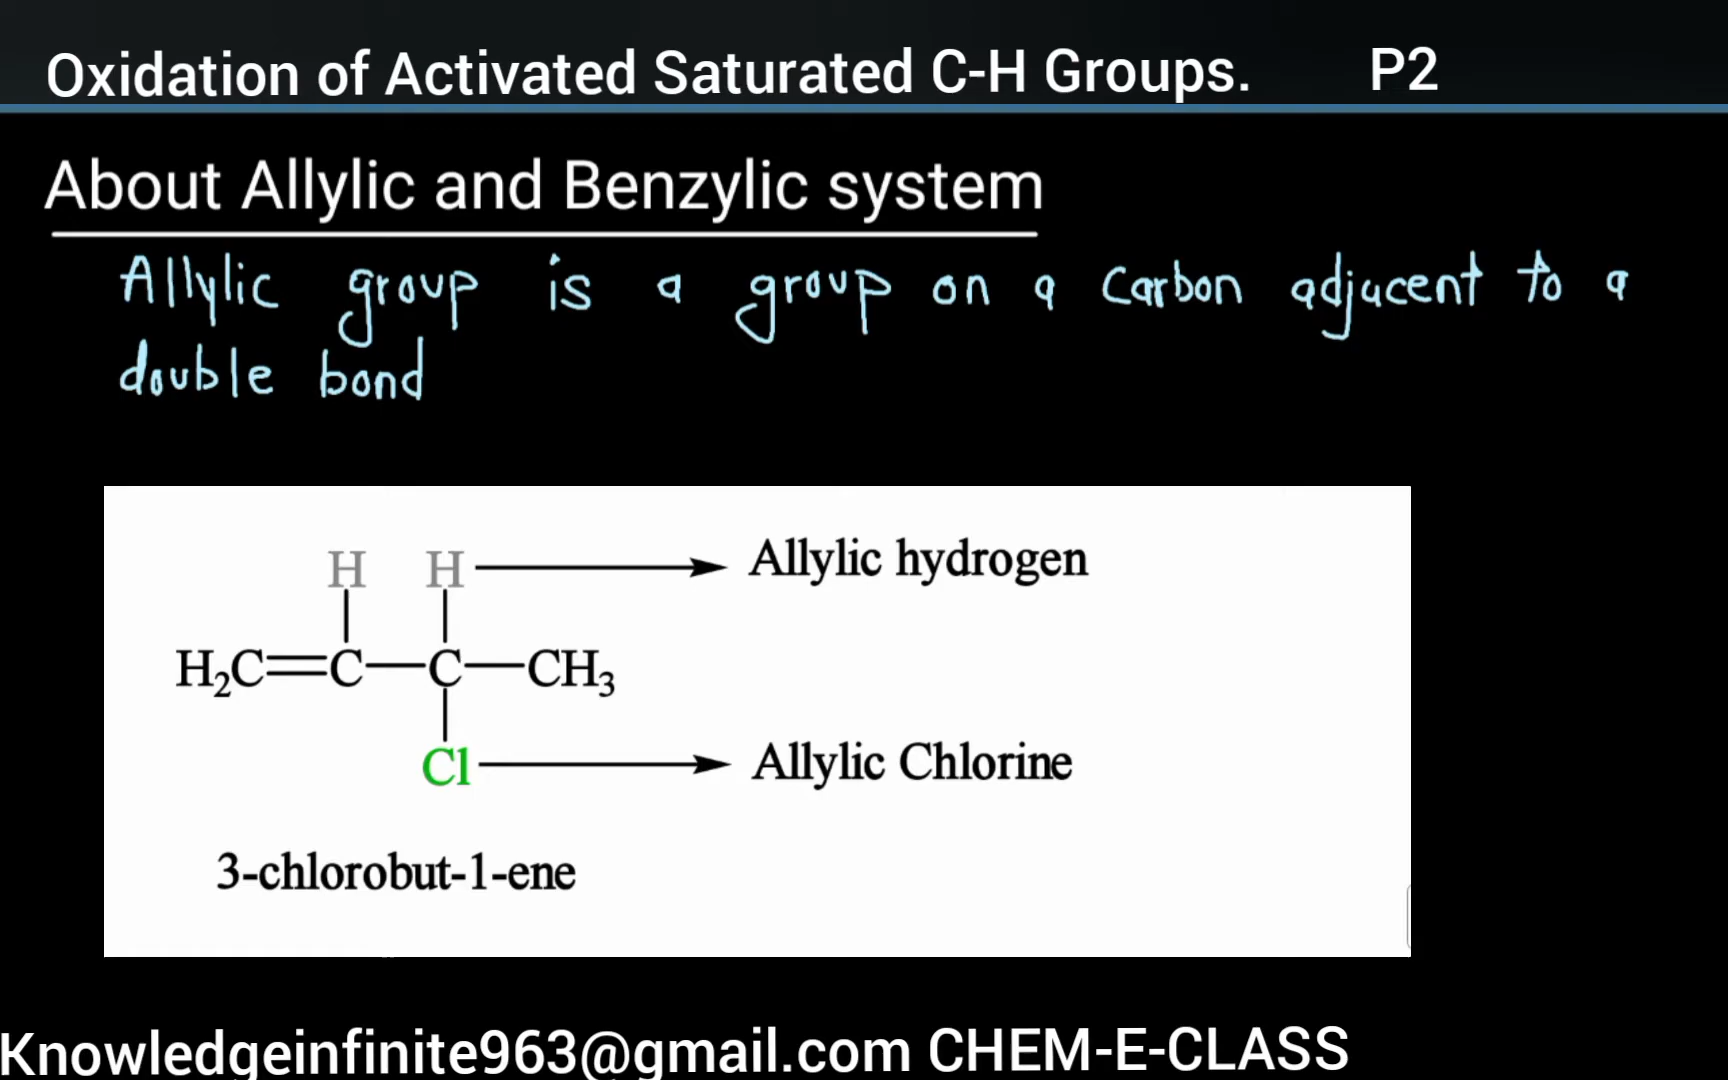 Oxidation of Activated Saturated C-H Groups. P2
About Allylic and Benzylic system
Allylic group is a group on a carbon adjacent to a
double bond
H H Allylic hydrogen
H₂C=C—C—CH₃
Cl Allylic Chlorine
3-chlorobut-1-ene
Knowledgeinfinite963@gmail.com CHEM-E-CLASS